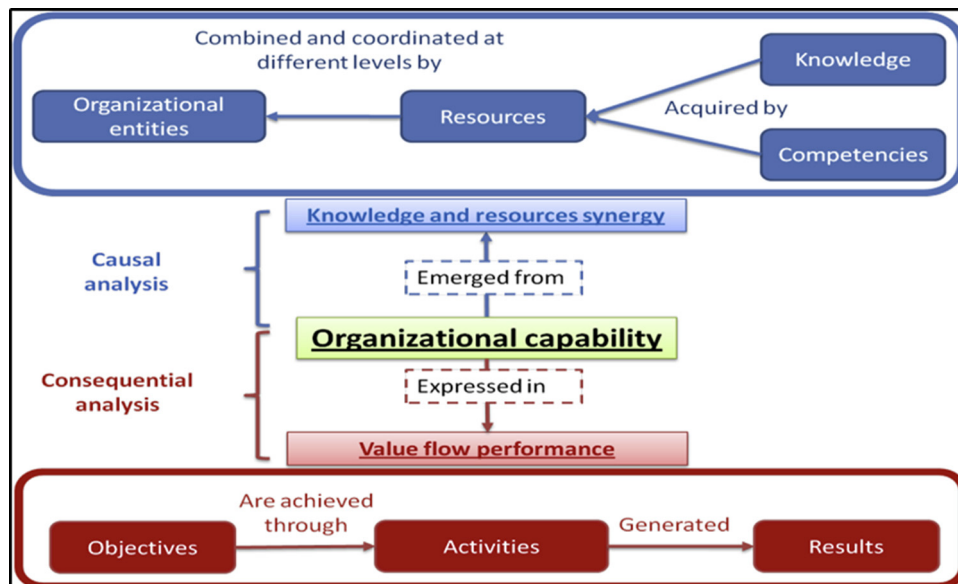 Combined and coordinated at
different levels by
Knowledge
Organizational
entities
Resources
Acquired by
Competencies
Knowledge and resources synergy
Causal
analysis
Emerged from
Organizational capability
Consequential
analysis
Expressed in
Value flow performance
Are achieved
through
Generated
Objectives
Activities
Results